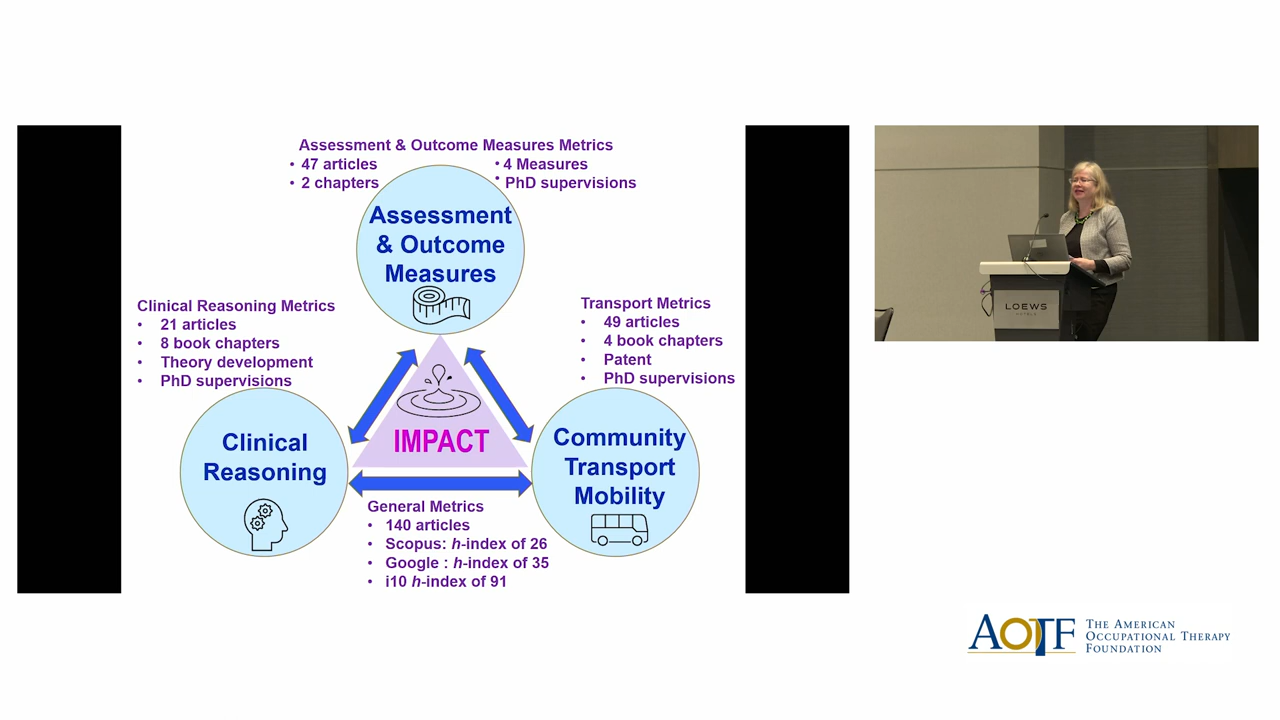 Assessment & Outcome Measures Metrics
• 47 articles
• 2 chapters
• 4 Measures
• PhD supervisions
Assessment
& Outcome
Measures
Clinical Reasoning Metrics
• 21 articles
• 8 book chapters
• Theory development
• PhD supervisions
Transport Metrics
• 49 articles
• 4 book chapters
• Patent
• PhD supervisions
IMPACT
Clinical
Reasoning
Community
Transport
Mobility
General Metrics
• 140 articles
• Scopus: h-index of 26
• Google : h-index of 35
• i10 h-index of 91
LOEWS
HOTELS
AOTF
THE AMERICAN
OCCUPATIONAL THERAPY
FOUNDATION